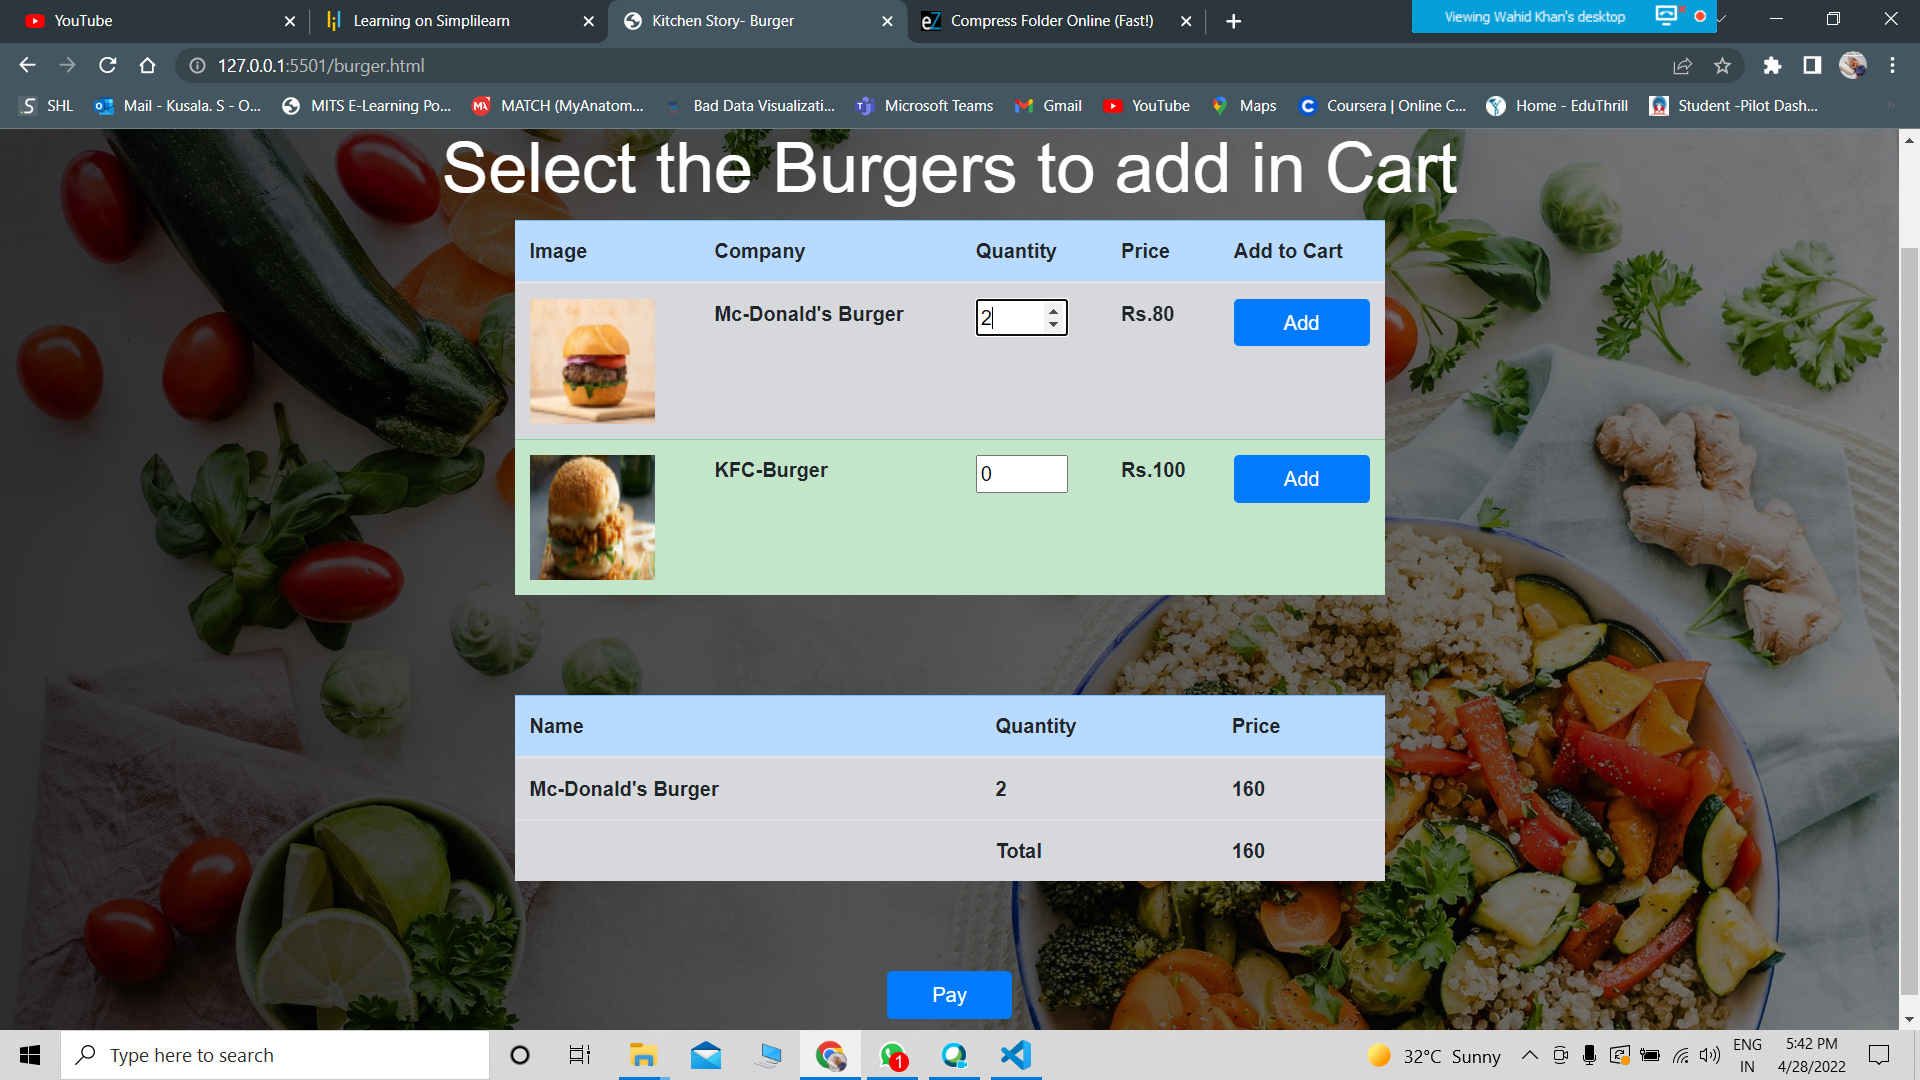 YouTube
Learning on Simplilearn
Kitchen Story- Burger
Compress Folder Online (Fast!)
Viewing Wahid Khan's desktop
127.0.0.1:5501/burger.html
SHL
Mail - Kusala. S - O...
MITS E-Learning Po...
MATCH (MyAnatom...
Bad Data Visualizati...
Microsoft Teams
Gmail
YouTube
Maps
Coursera | Online C...
Home - EduThrill
Student -Pilot Dash...
Select the Burgers to add in Cart
Image Company Quantity Price Add to Cart
Mc-Donald's Burger 2 Rs.80 Add
KFC-Burger 0 Rs.100 Add
Name Quantity Price
Mc-Donald's Burger 2 160
Total 160
Pay
Type here to search
1
32°C Sunny
ENG
IN
5:42 PM
4/28/2022